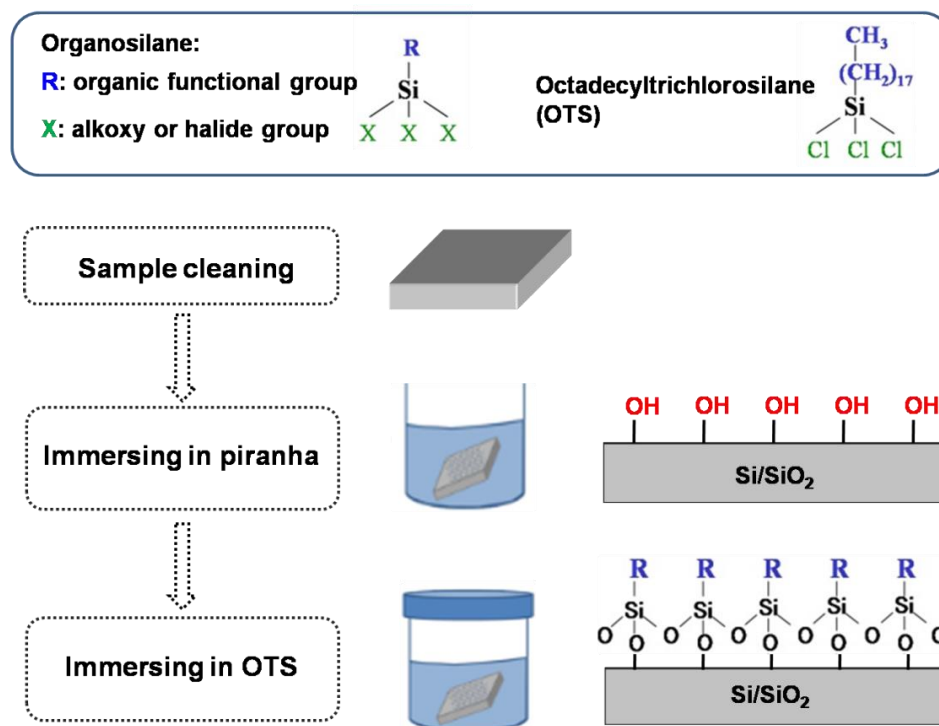 Organosilane:
R: organic functional group
X: alkoxy or halide group
R
Si
X X X
Octadecyltrichlorosilane
(OTS)
CH₃
(CH₂)₁₇
Si
Cl Cl Cl
Sample cleaning
Immersing in piranha
OH OH OH OH OH
Si/SiO₂
Immersing in OTS
R R R R R
Si Si Si Si Si
O O O O O O
O O O O O
Si/SiO₂